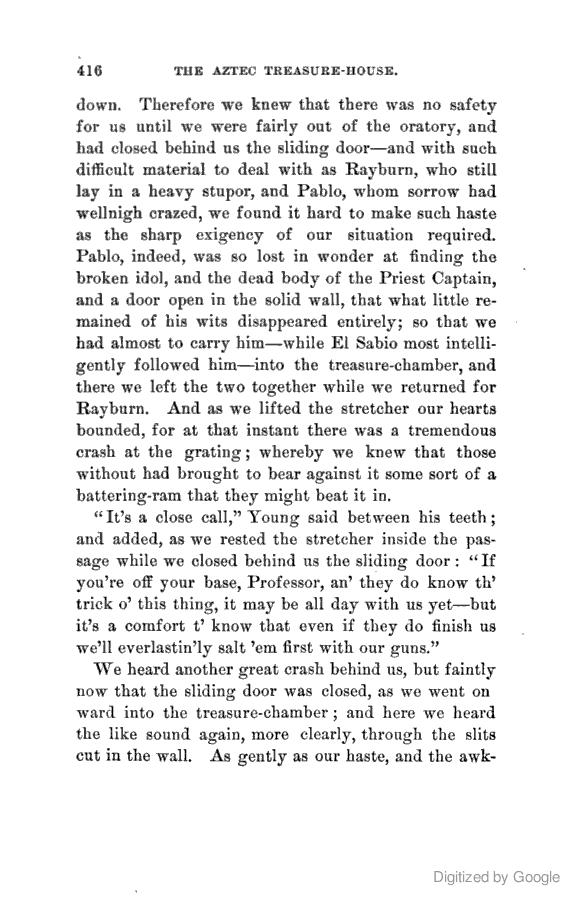 416 THE AZTEC TREASURE-HOUSE.
down. Therefore we knew that there was no safety
for us until we were fairly out of the oratory, and
had closed behind us the sliding door—and with such
difficult material to deal with as Rayburn, who still
lay in a heavy stupor, and Pablo, whom sorrow had
wellnigh crazed, we found it hard to make such haste
as the sharp exigency of our situation required.
Pablo, indeed, was so lost in wonder at finding the
broken idol, and the dead body of the Priest Captain,
and a door open in the solid wall, that what little re-
mained of his wits disappeared entirely; so that we
had almost to carry him—while El Sabio most intelli-
gently followed him—into the treasure-chamber, and
there we left the two together while we returned for
Rayburn. And as we lifted the stretcher our hearts
bounded, for at that instant there was a tremendous
crash at the grating; whereby we knew that those
without had brought to bear against it some sort of a
battering-ram that they might beat it in.
"It's a close call," Young said between his teeth;
and added, as we rested the stretcher inside the pas-
sage while we closed behind us the sliding door: "If
you're off your base, Professor, an' they do know th'
trick o' this thing, it may be all day with us yet—but
it's a comfort t' know that even if they do finish us
we'll everlastin'ly salt 'em first with our guns."
We heard another great crash behind us, but faintly
now that the sliding door was closed, as we went on
ward into the treasure-chamber; and here we heard
the like sound again, more clearly, through the slits
cut in the wall. As gently as our haste, and the awk-
Digitized by Google